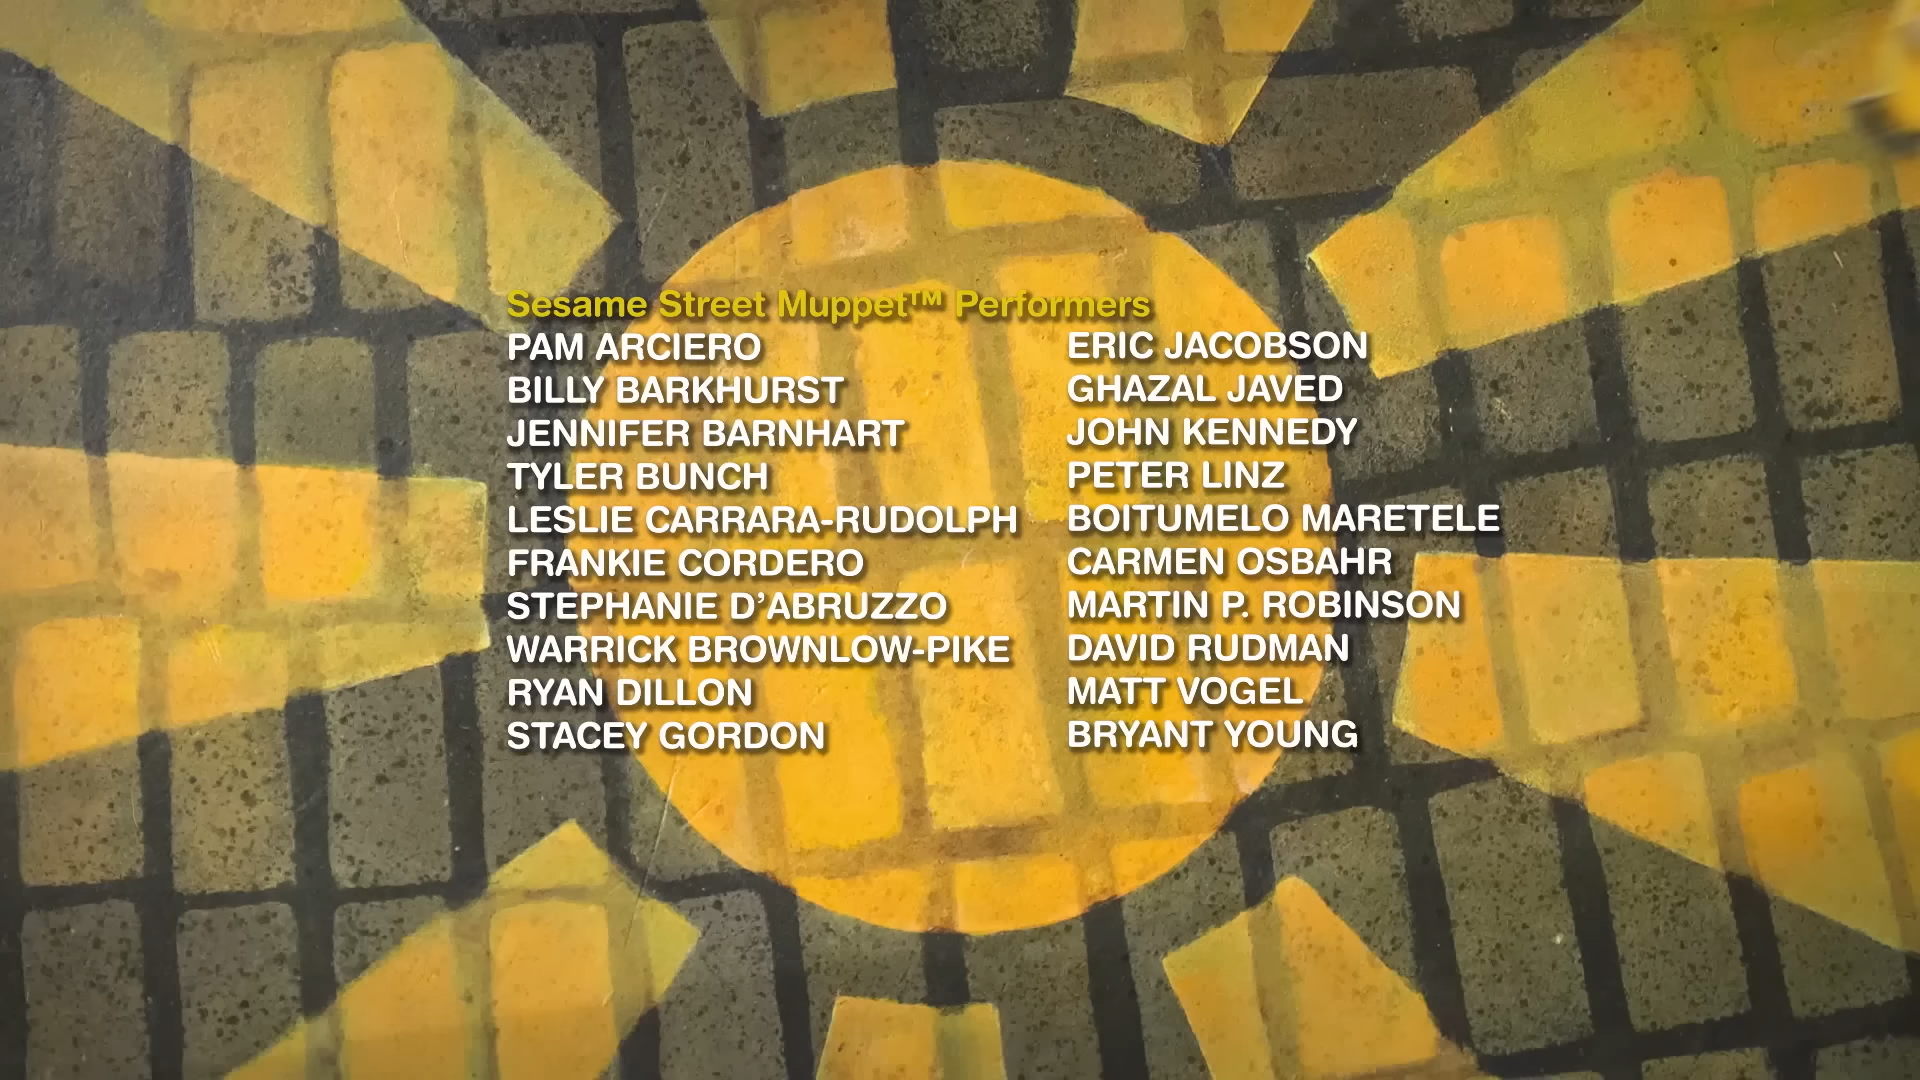 Sesame Street Muppet™ Performers
PAM ARCIERO
BILLY BARKHURST
JENNIFER BARNHART
TYLER BUNCH
LESLIE CARRARA-RUDOLPH
FRANKIE CORDERO
STEPHANIE D’ABRUZZO
WARRICK BROWNLOW-PIKE
RYAN DILLON
STACEY GORDON
ERIC JACOBSON
GHAZAL JAVED
JOHN KENNEDY
PETER LINZ
BOITUMELO MARETELE
CARMEN OSBAHR
MARTIN P. ROBINSON
DAVID RUDMAN
MATT VOGEL
BRYANT YOUNG